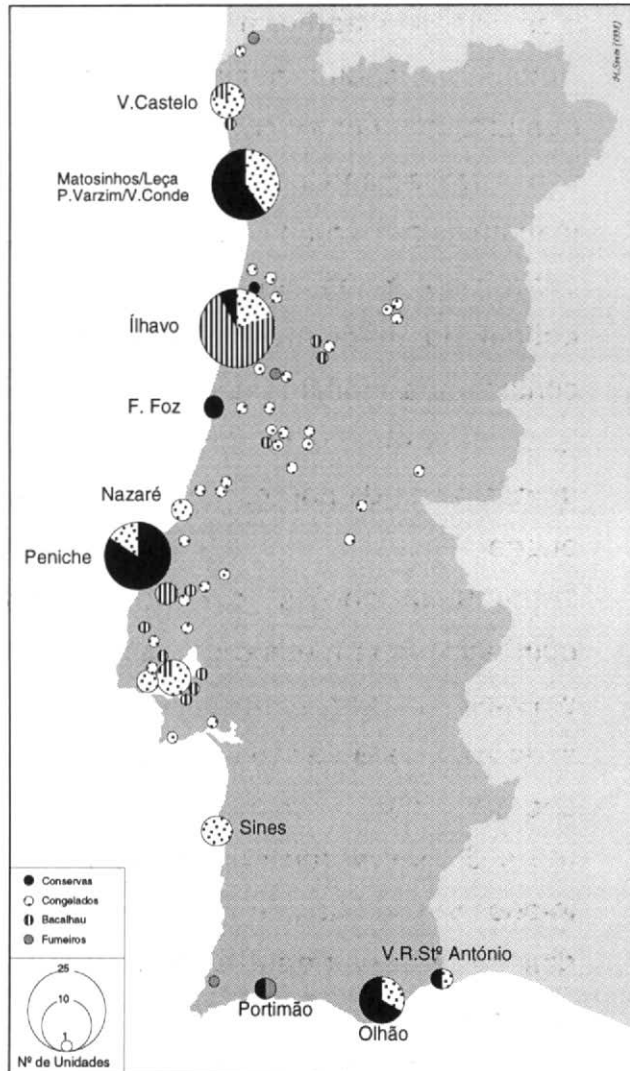 V.Castelo
Matosinhos/Leça
P.Varzim/V.Conde
Ílhavo
F. Foz
Nazaré
Peniche
Sines
V.R.Stº António
Portimão
Olhão
Conservas
Congelados
Bacalhau
Fumeiros
25
10
1
Nº de Unidades